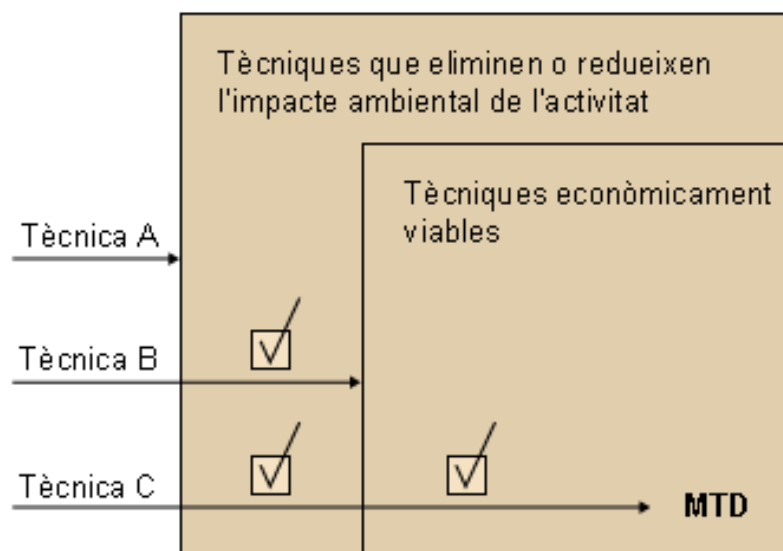 Tècniques que eliminen o redueixen
l'impacte ambiental de l'activitat
Tècniques econòmicament
viables
Tècnica A
Tècnica B
Tècnica C
MTD